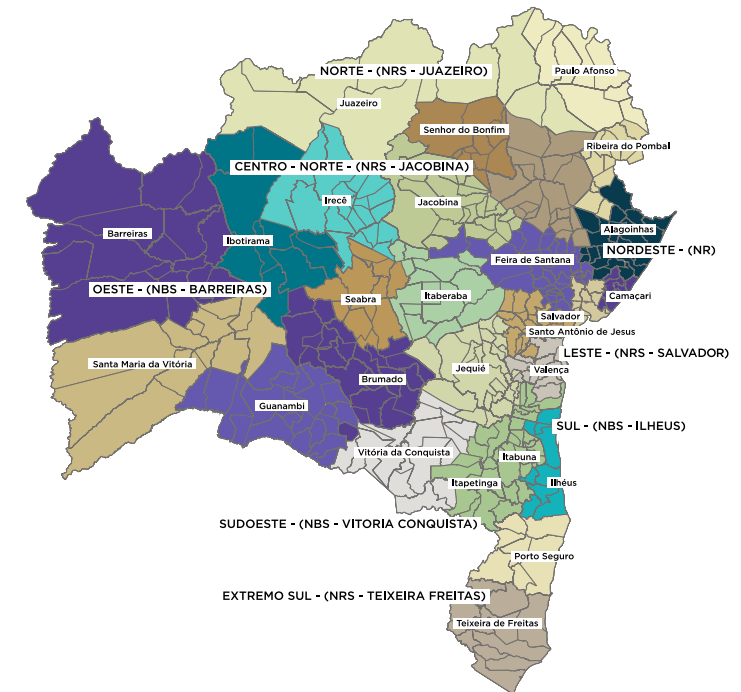 NORTE - (NRS - JUAZEIRO)
Paulo Afonso
Juazeiro
Senhor do Bonfim
Ribeira do Pombal
CENTRO - NORTE - (NRS - JACOBINA)
Irecê
Jacobina
Barreiras
Ibotirama
Alagoinhas
NORDESTE - (NR)
Feira de Santana
OESTE - (NBS - BARREIRAS)
Seabra
Itaberaba
Camaçari
Salvador
Santo Antônio de Jesus
LESTE - (NRS - SALVADOR)
Santa Maria da Vitória
Jequié
Valença
Brumado
Guanambi
SUL - (NBS - ILHEUS)
Vitória da Conquista
Itabuna
Itapetinga
Ilhéus
SUDOESTE - (NBS - VITORIA CONQUISTA)
Porto Seguro
EXTREMO SUL - (NRS - TEIXEIRA FREITAS)
Teixeira de Freitas